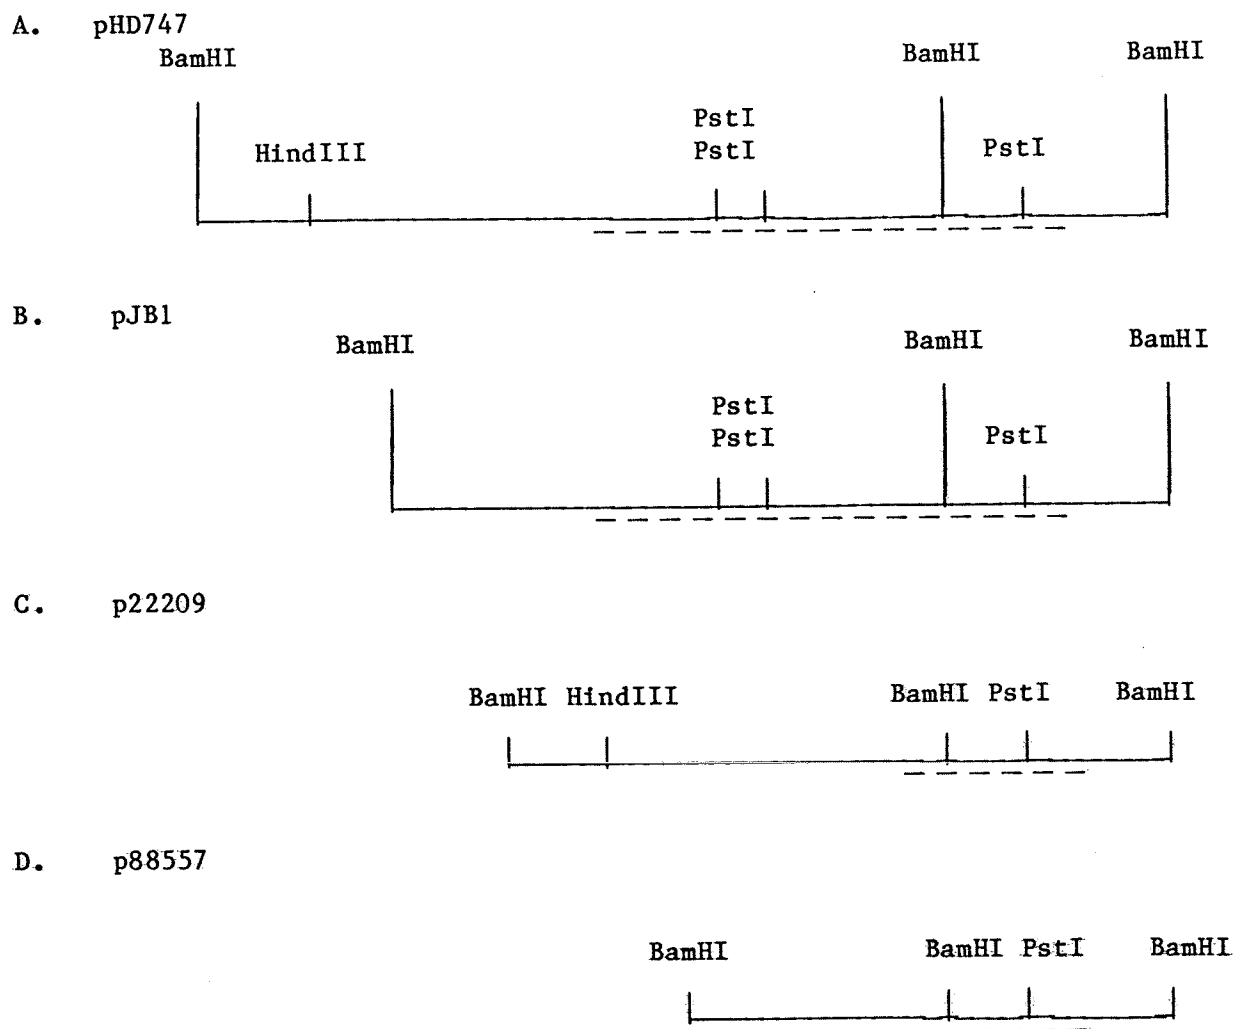 A. pHD747
BamHI BamHI BamHI
PstI
HindIII PstI PstI
B. pJB1
BamHI BamHI BamHI
PstI
PstI PstI
C. p22209
BamHI HindIII BamHI PstI BamHI
D. p88557
BamHI BamHI PstI BamHI